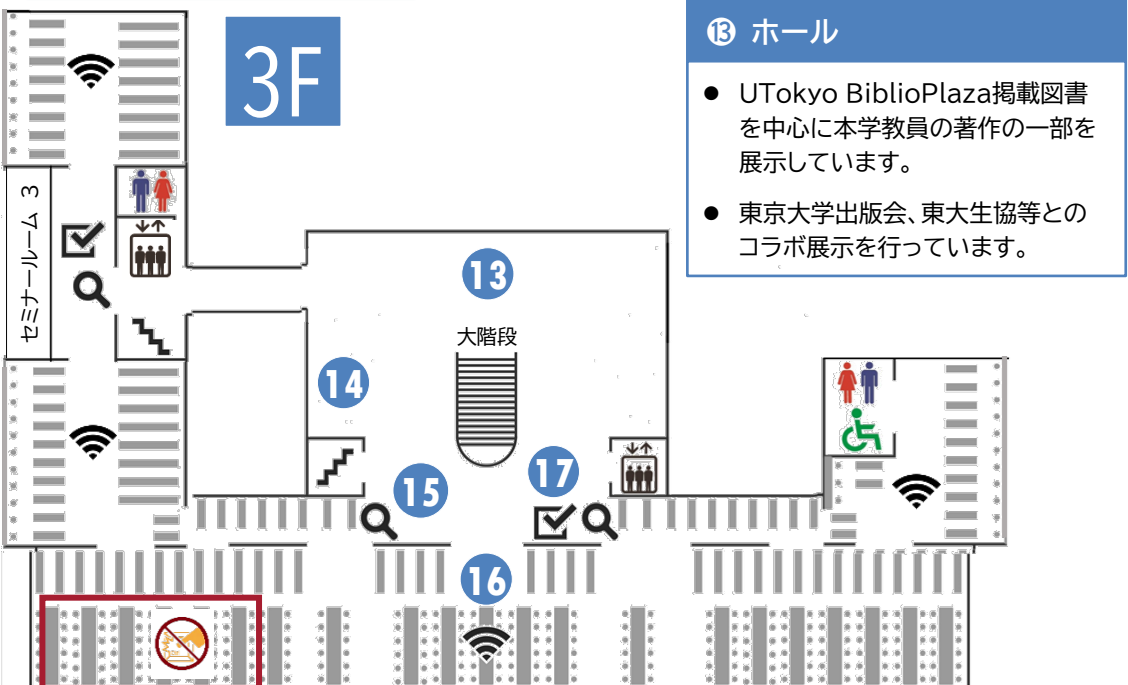 3F
⓭ ホール
● UTokyo BiblioPlaza掲載図書
を中心に本学教員の著作の一部を
展示しています。
● 東京大学出版会、東大生協等との
コラボ展示を行っています。
セミナールーム 3
13
大階段
14
15
17
16